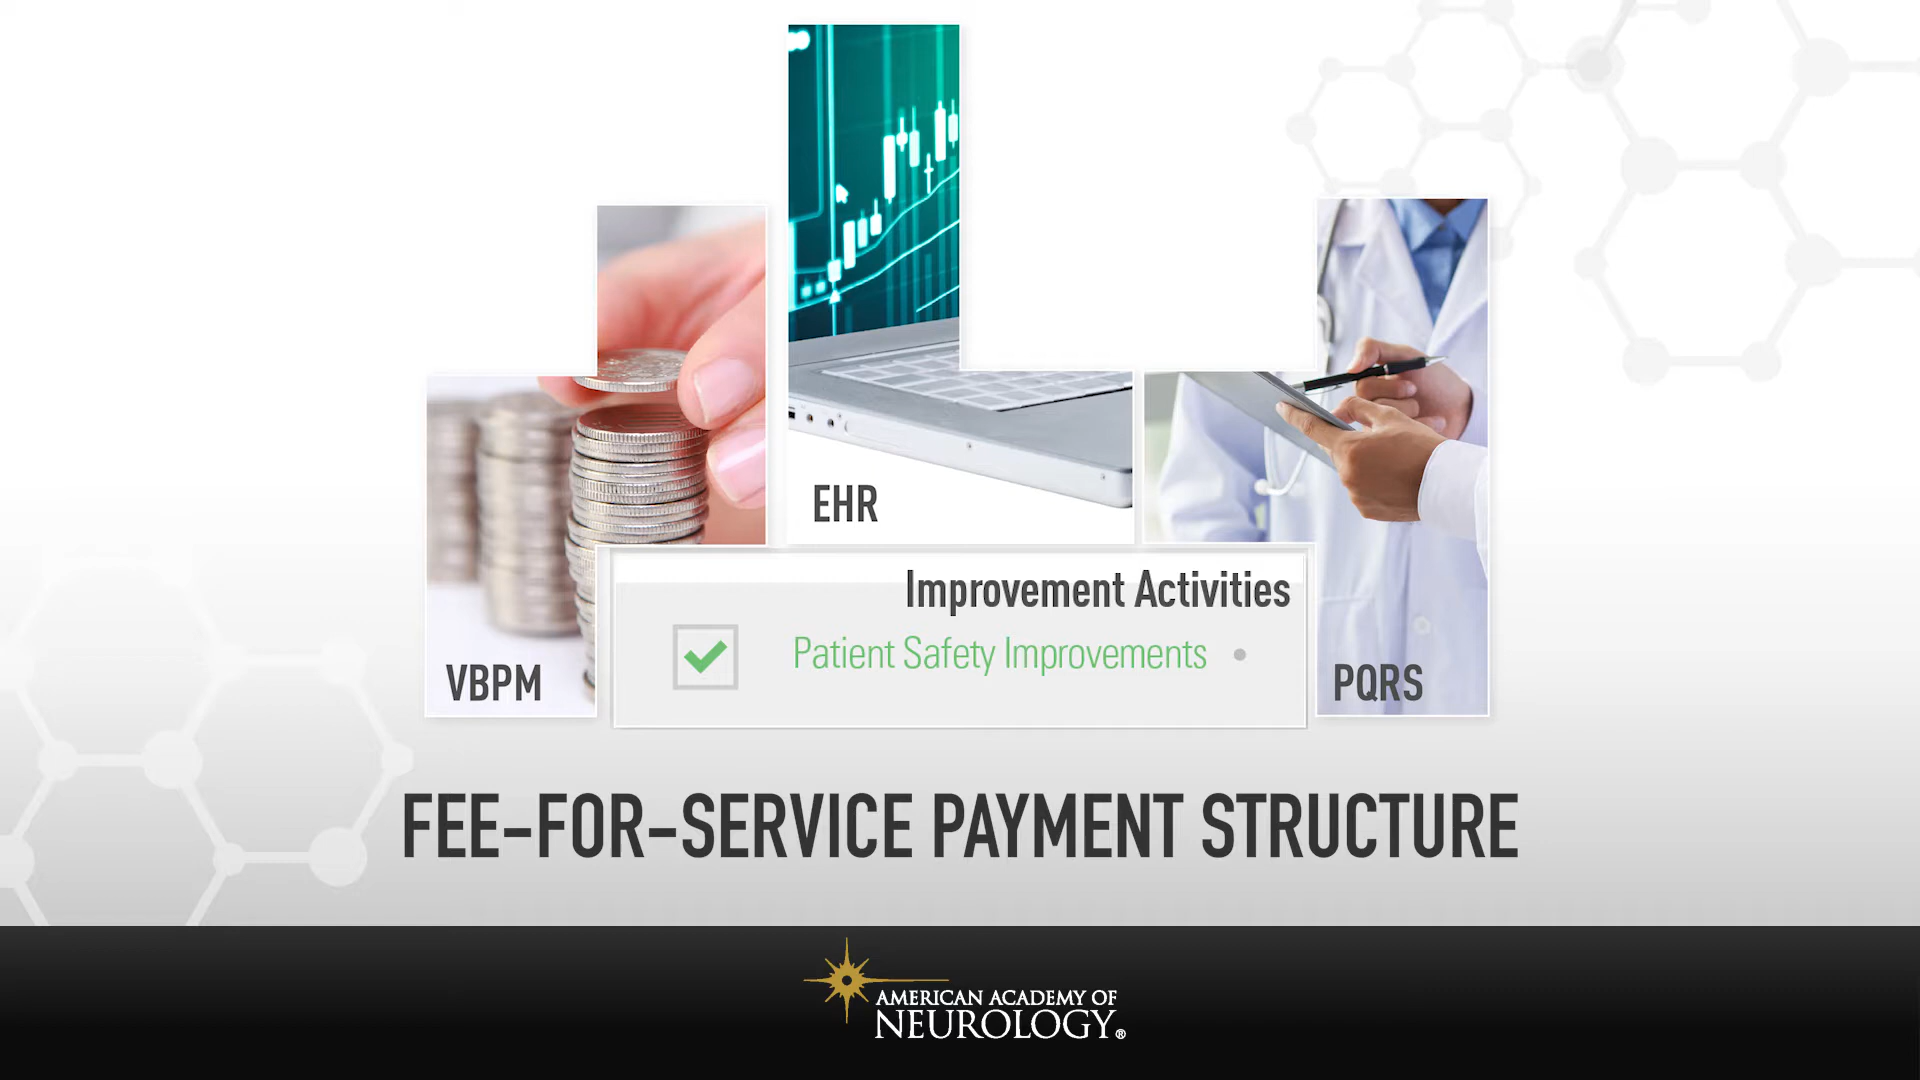 EHR
Improvement Activities
Patient Safety Improvements •
VBPM
PQRS
FEE-FOR-SERVICE PAYMENT STRUCTURE
AMERICAN ACADEMY OF
NEUROLOGY®